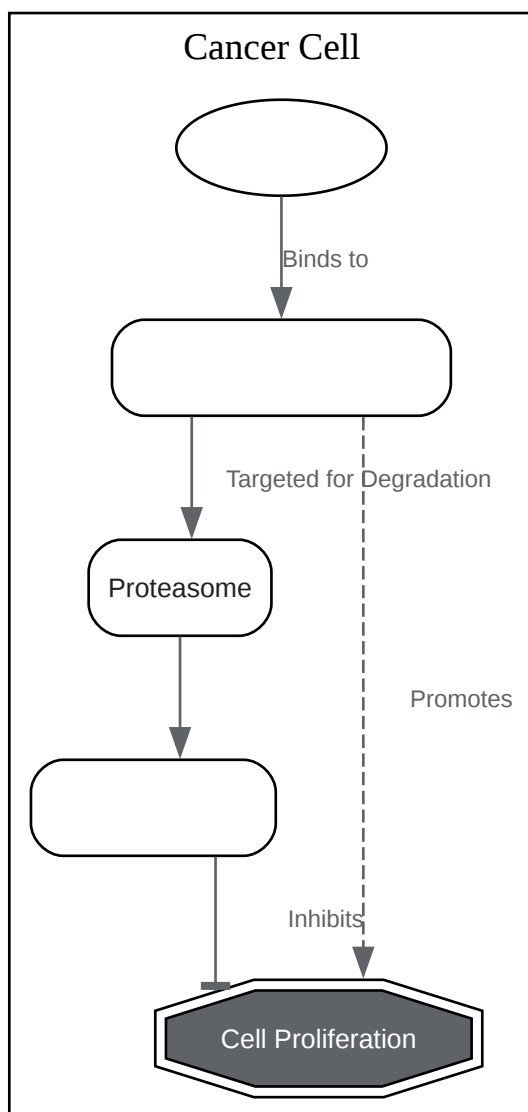 Cancer Cell
Binds to
Targeted for Degradation
Proteasome
Promotes
Inhibits
Cell Proliferation